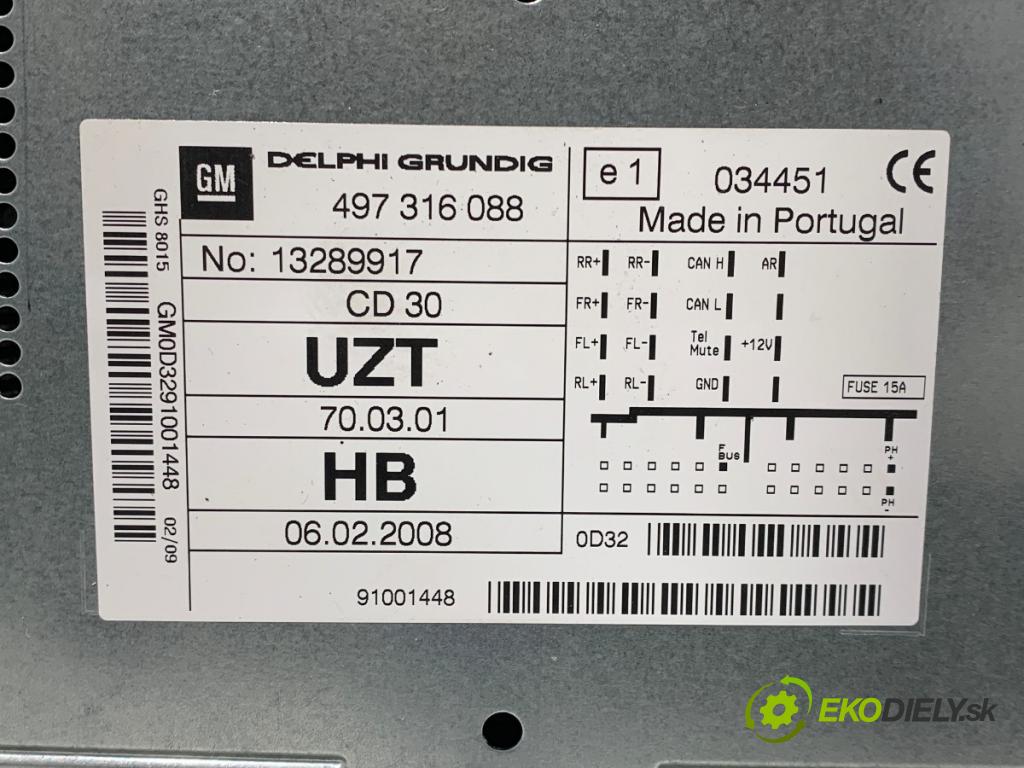 GM
DELPHI GRUNDIG
497 316 088
No: 13289917
CD 30
UZT
70.03.01
HB
06.02.2008
91001448
GHS 8015
GM0D3291001448
02/09
e 1
034451
CE
Made in Portugal
RR+ RR- CAN H AR
FR+ FR- CAN L
FL+ FL- Tel Mute +12V
RL+ RL- GND
FUSE 15A
F BUS
PH +
PH -
0D32
EKODIELY.sk